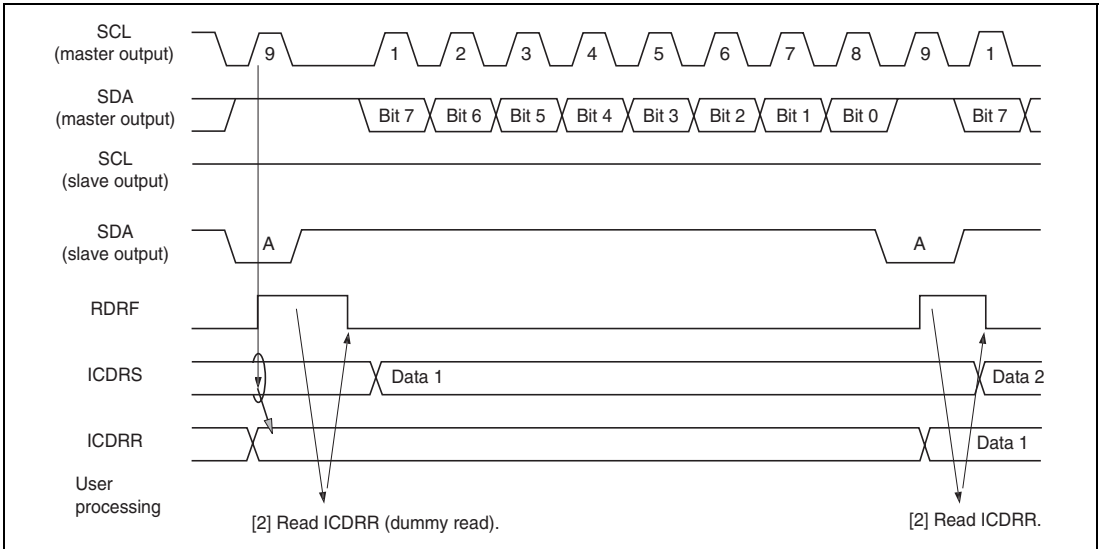 SCL
(master output)
9 1 2 3 4 5 6 7 8 9 1
SDA
(master output)
Bit 7 Bit 6 Bit 5 Bit 4 Bit 3 Bit 2 Bit 1 Bit 0 Bit 7
SCL
(slave output)
SDA
(slave output)
A A
RDRF
ICDRS
Data 1 Data 2
ICDRR
Data 1
User
processing
[2] Read ICDRR (dummy read).
[2] Read ICDRR.